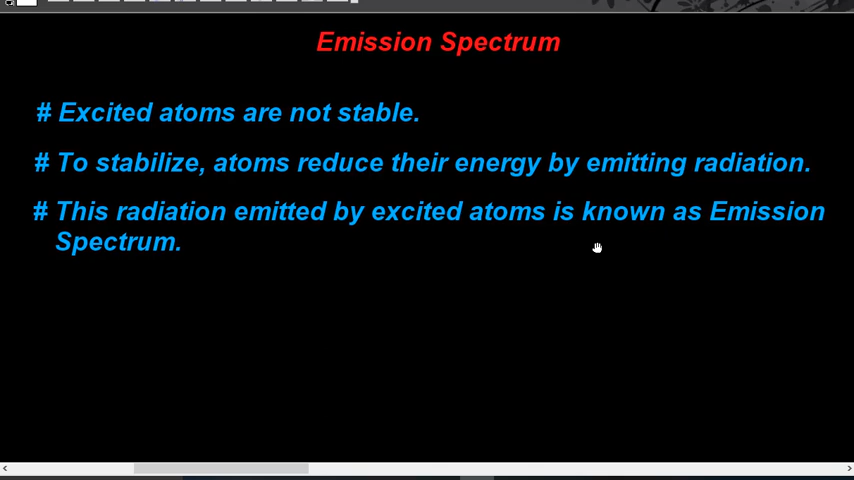 Emission Spectrum
# Excited atoms are not stable.
# To stabilize, atoms reduce their energy by emitting radiation.
# This radiation emitted by excited atoms is known as Emission
Spectrum.